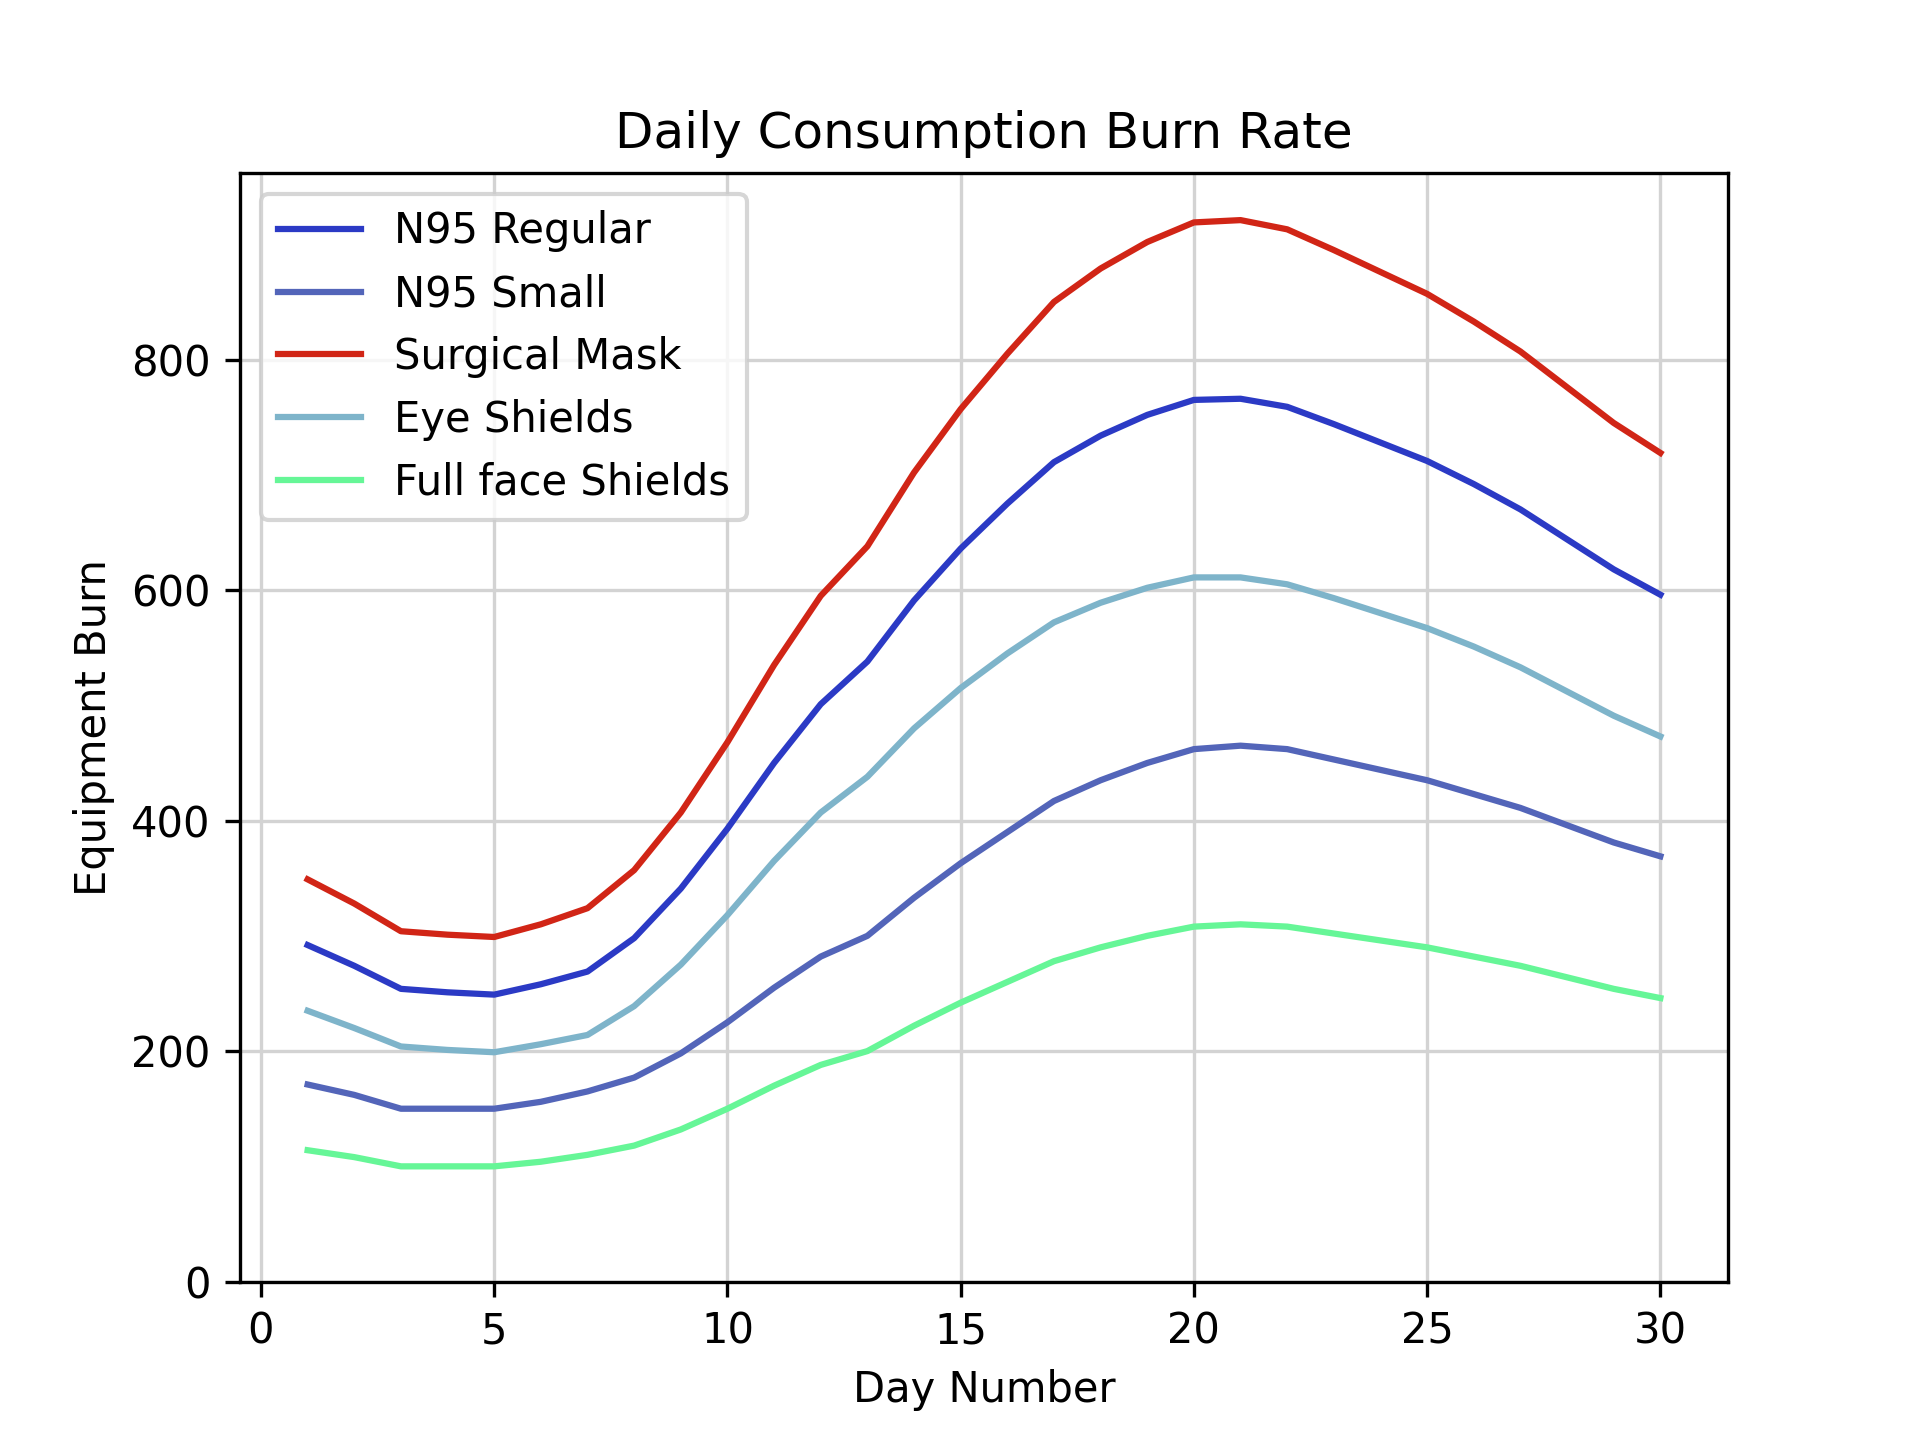 Daily Consumption Burn Rate
N95 Regular
N95 Small
Surgical Mask
Eye Shields
Full face Shields
Equipment Burn
800
600
400
200
0
0 5 10 15 20 25 30
Day Number